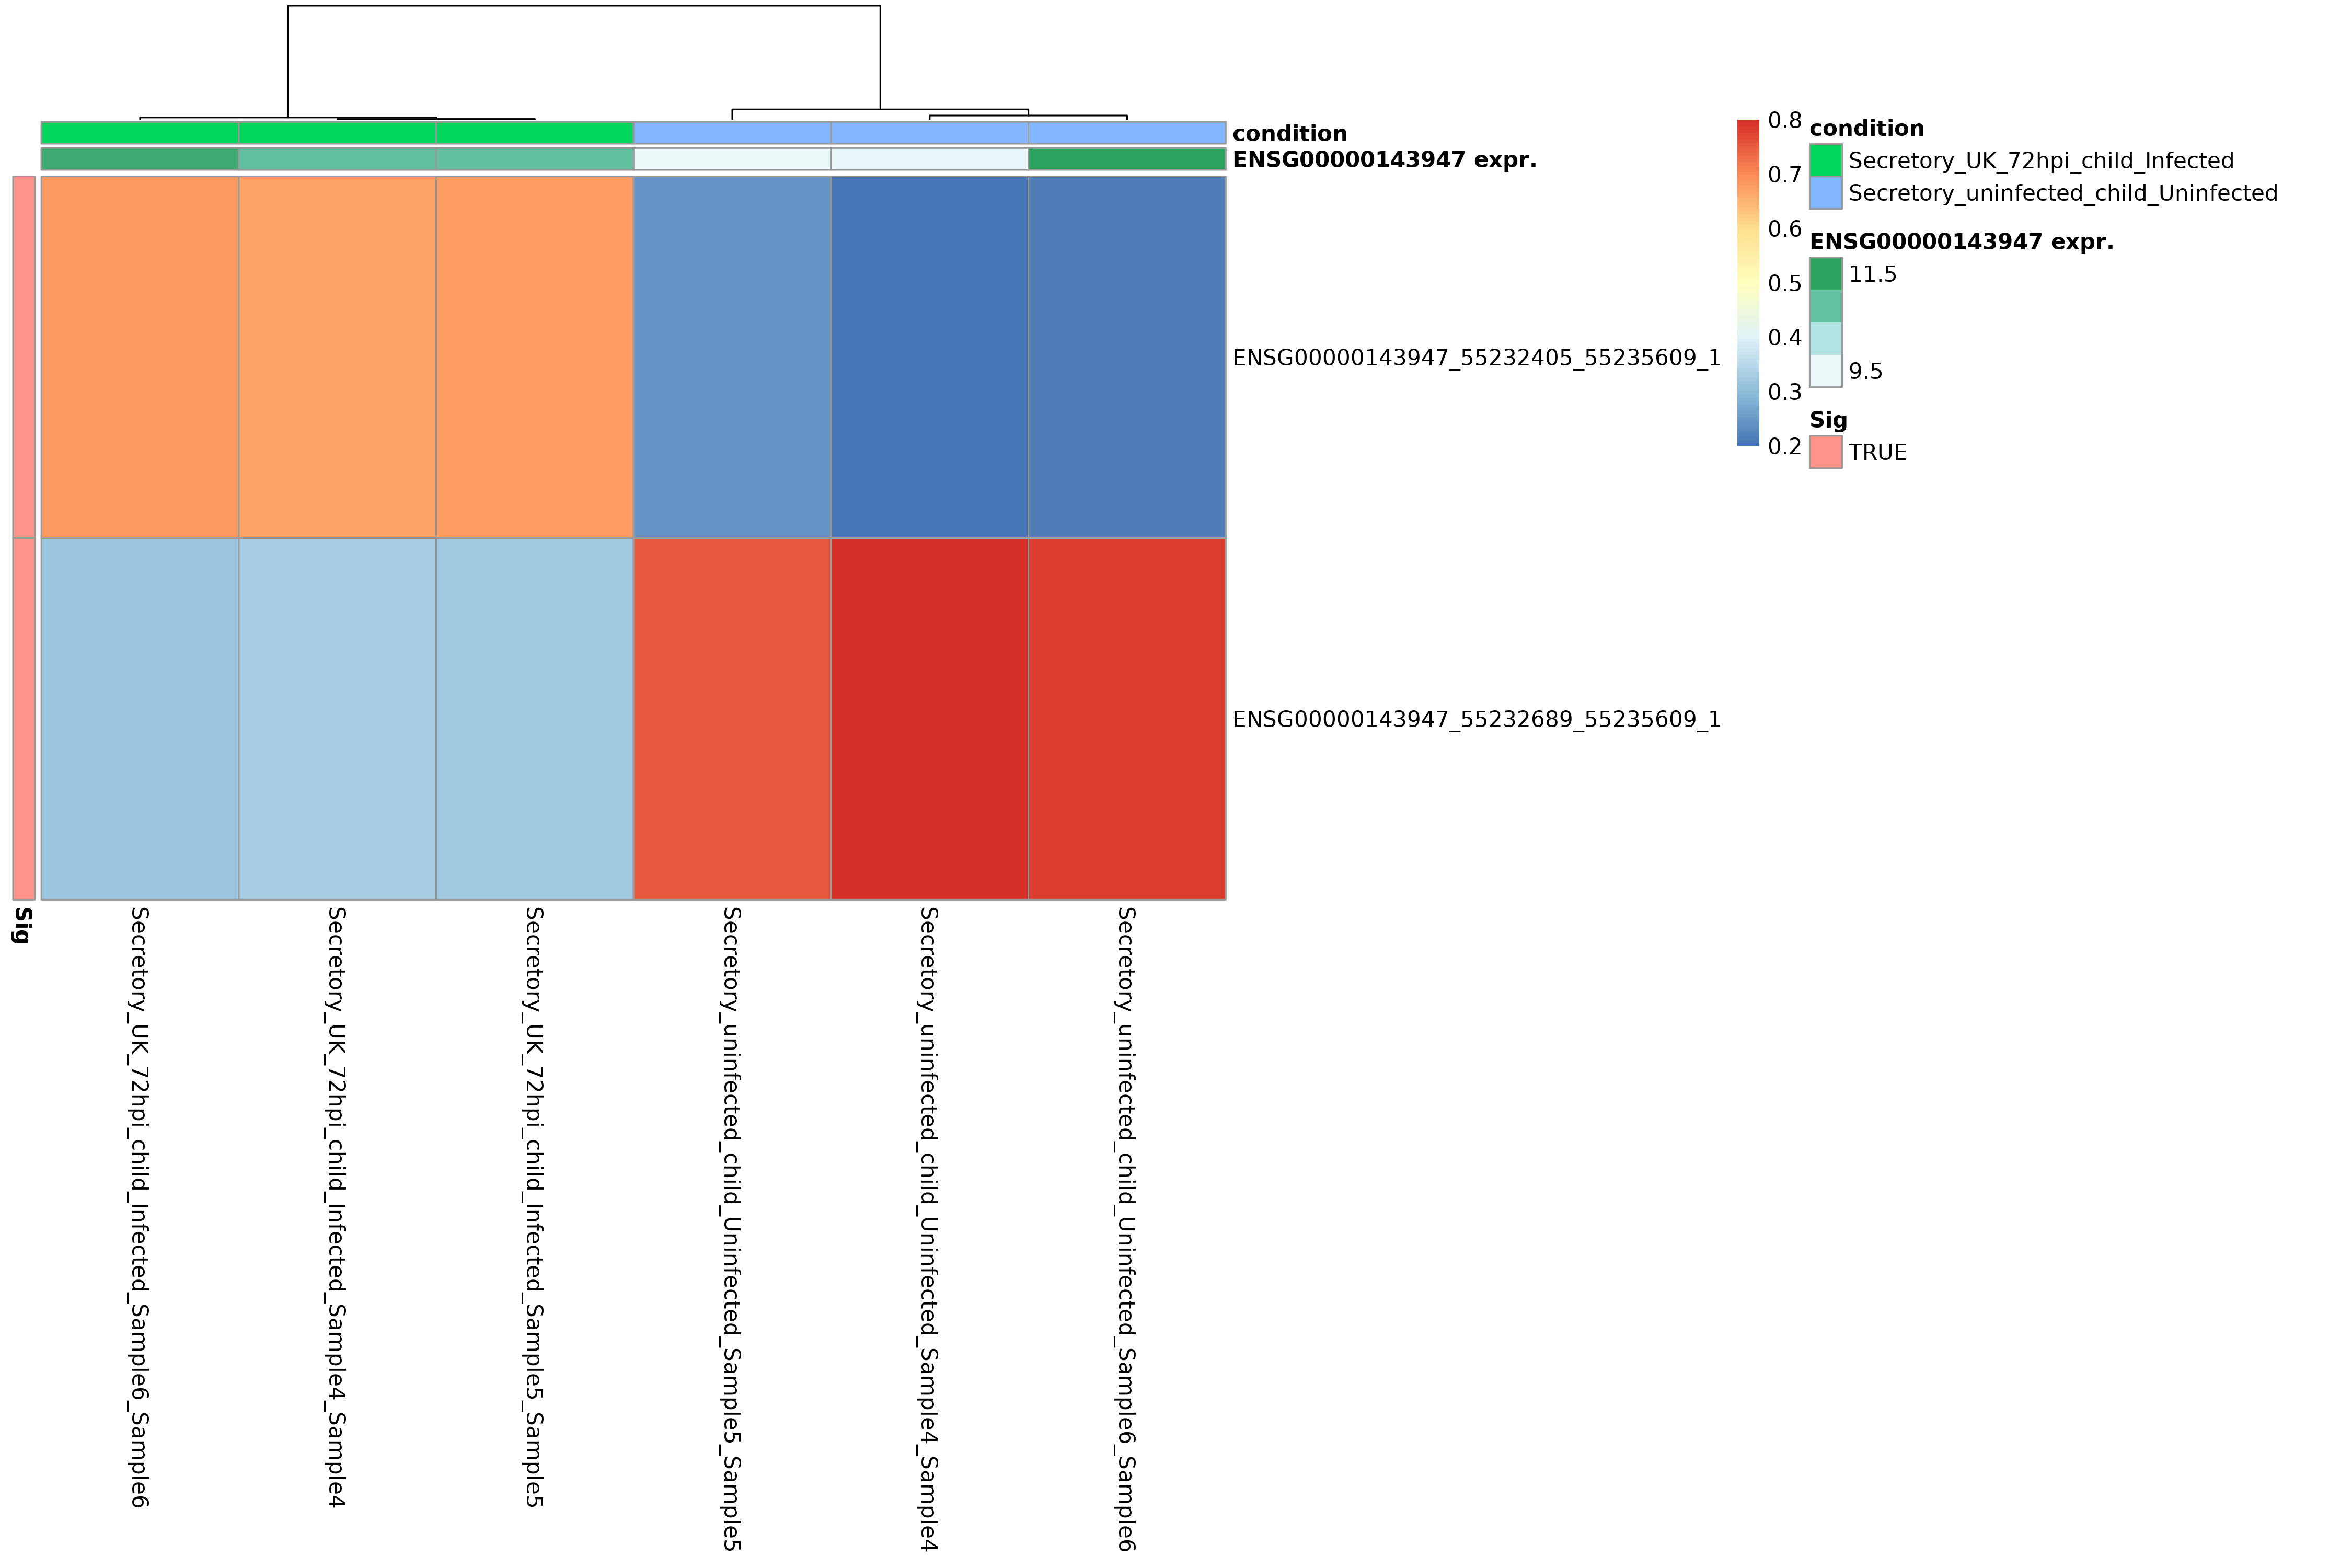 condition
ENSG00000143947 expr.
ENSG00000143947_55232405_55235609_1
ENSG00000143947_55232689_55235609_1
Sig
Secretory_UK_72hpi_child_Infected_Sample6_Sample6
Secretory_UK_72hpi_child_Infected_Sample4_Sample4
Secretory_UK_72hpi_child_Infected_Sample5_Sample5
Secretory_uninfected_child_Uninfected_Sample5_Sample5
Secretory_uninfected_child_Uninfected_Sample4_Sample4
Secretory_uninfected_child_Uninfected_Sample6_Sample6
0.8
0.7
0.6
0.5
0.4
0.3
0.2
condition
Secretory_UK_72hpi_child_Infected
Secretory_uninfected_child_Uninfected
ENSG00000143947 expr.
11.5
9.5
Sig
TRUE